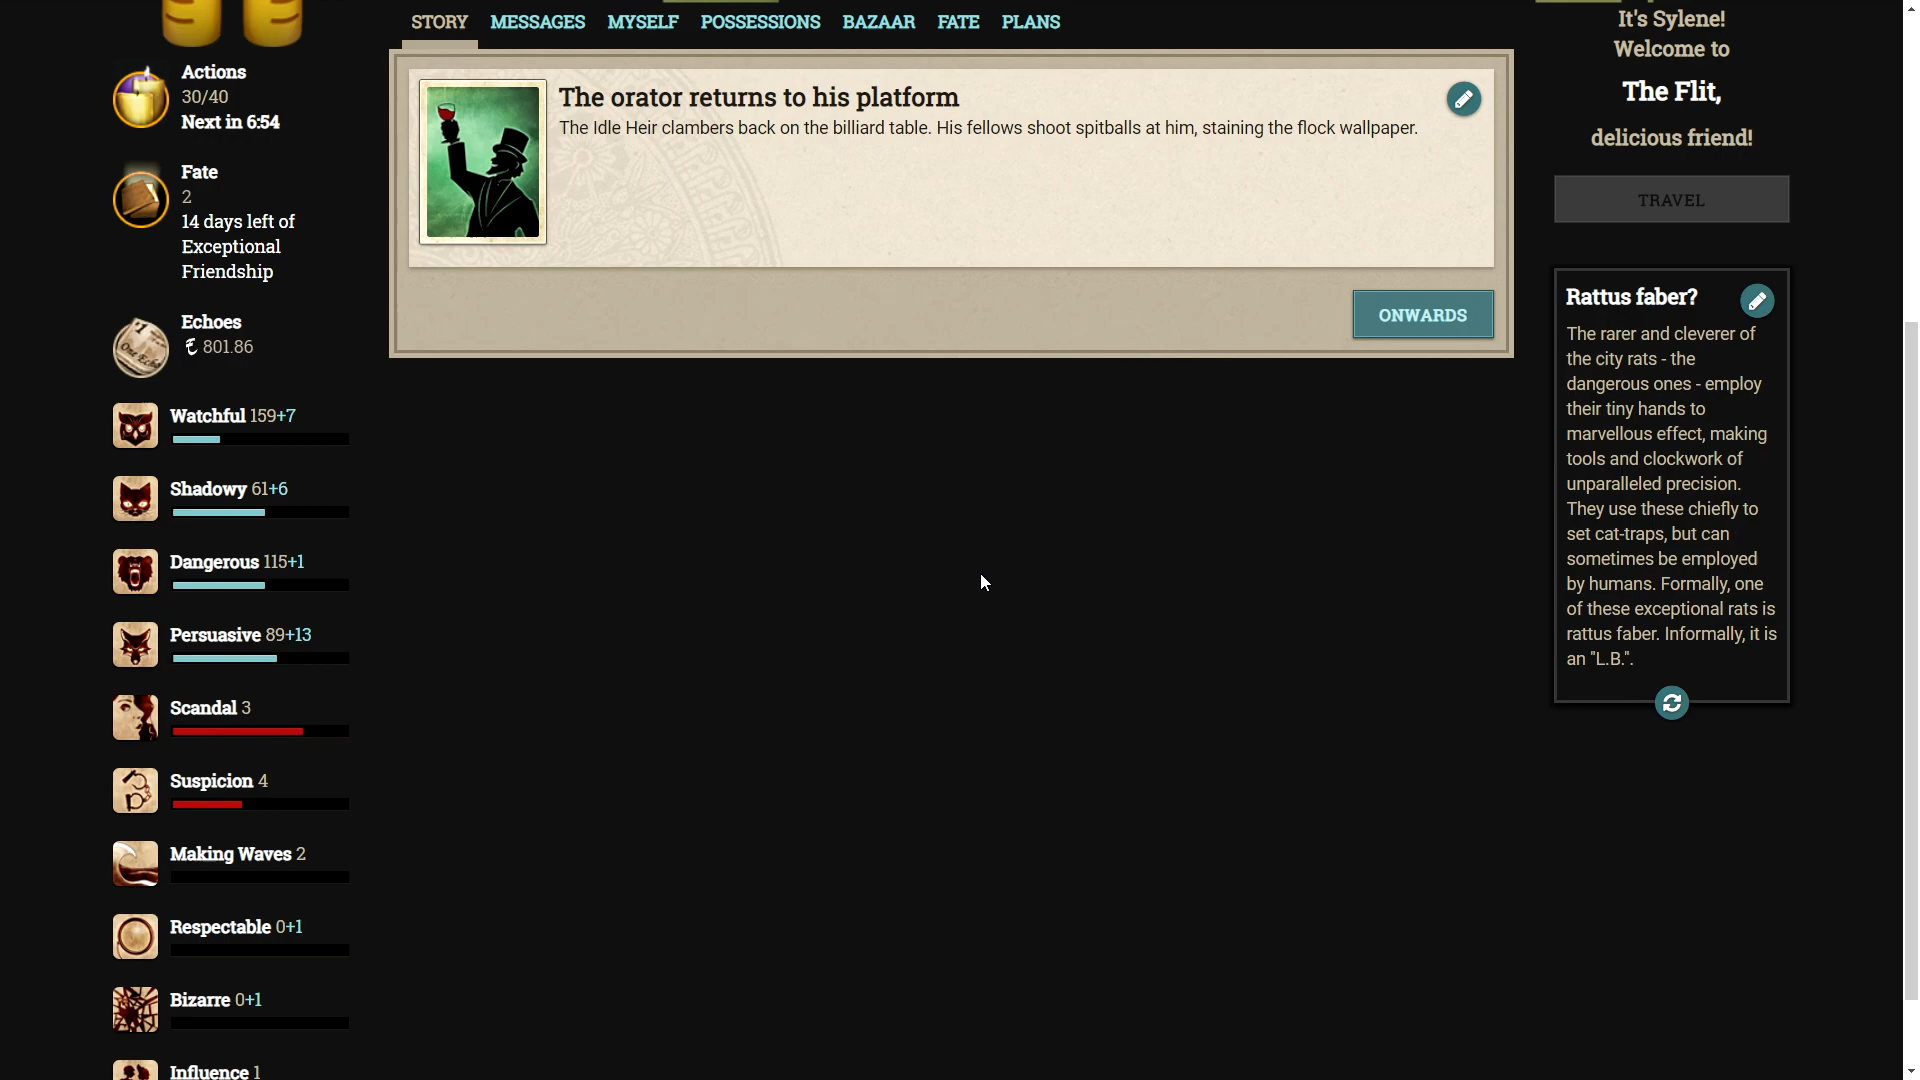 STORY
MESSAGES
MYSELF
POSSESSIONS
BAZAAR
FATE
PLANS
Actions
30/40
Next in 6:54
Fate
2
14 days left of
Exceptional
Friendship
Echoes
801.86
Watchful 159+7
Shadowy 61+6
Dangerous 115+1
Persuasive 89+13
Scandal 3
Suspicion 4
Making Waves 2
Respectable 0+1
Bizarre 0+1
Influence 1
The orator returns to his platform
The Idle Heir clambers back on the billiard table. His fellows shoot spitballs at him, staining the flock wallpaper.
ONWARDS
It's Sylene!
Welcome to
The Flit,
delicious friend!
TRAVEL
Rattus faber?
The rarer and cleverer of
the city rats - the
dangerous ones - employ
their tiny hands to
marvellous effect, making
tools and clockwork of
unparalleled precision.
They use these chiefly to
set cat-traps, but can
sometimes be employed
by humans. Formally, one
of these exceptional rats is
rattus faber. Informally, it is
an "L.B.".